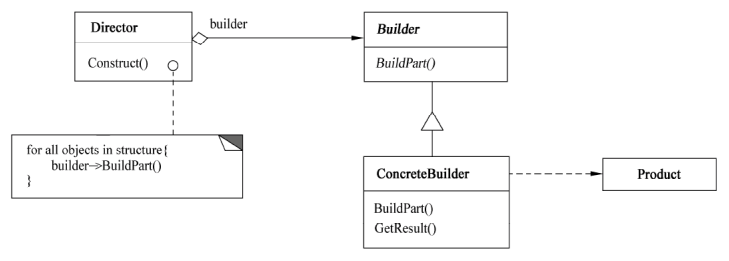 Director
builder
Builder
Construct()
BuildPart()
for all objects in structure{
builder->BuildPart()
}
ConcreteBuilder
Product
BuildPart()
GetResult()